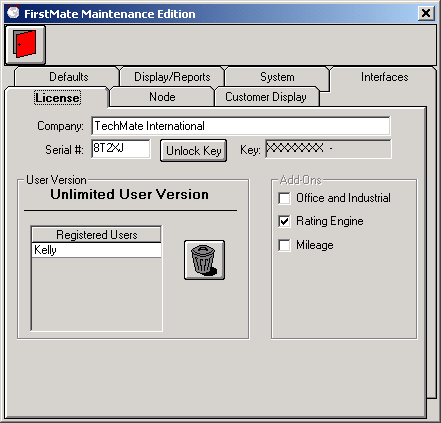 FirstMate Maintenance Edition
Defaults Display/Reports System Interfaces
License Node Customer Display
Company: TechMate International
Serial #: 8T2XJ Unlock Key Key: XXXXXXXX -
User Version Add-Ons
Unlimited User Version
Office and Industrial
Registered Users
Rating Engine
Kelly
Mileage